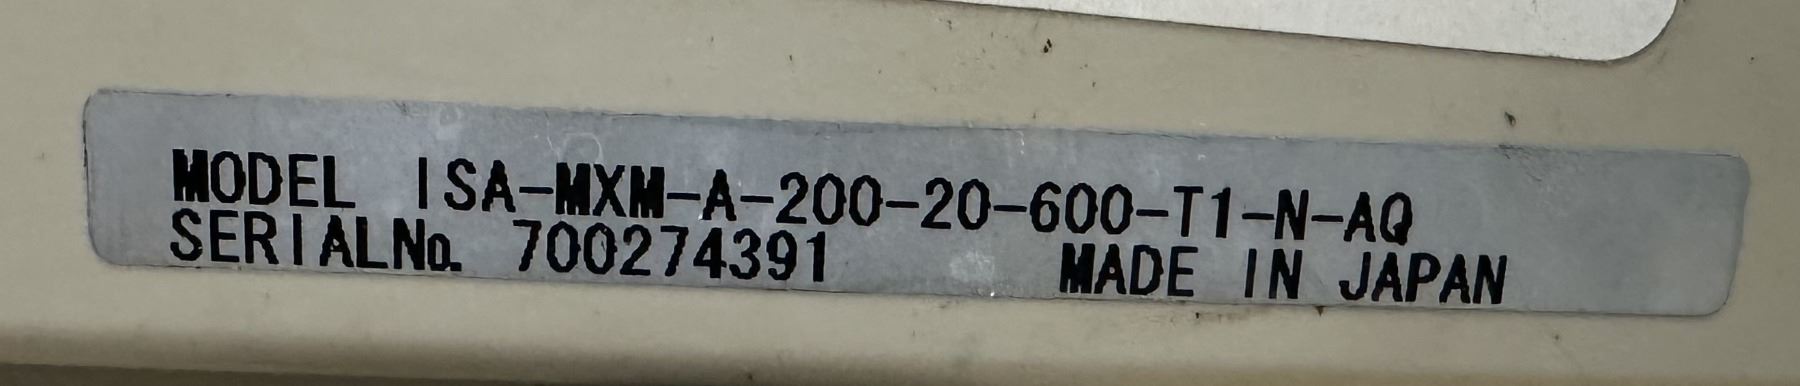 MODEL ISA-MXM-A-200-20-600-T1-N-AQ
SERIALNo. 700274391 MADE IN JAPAN